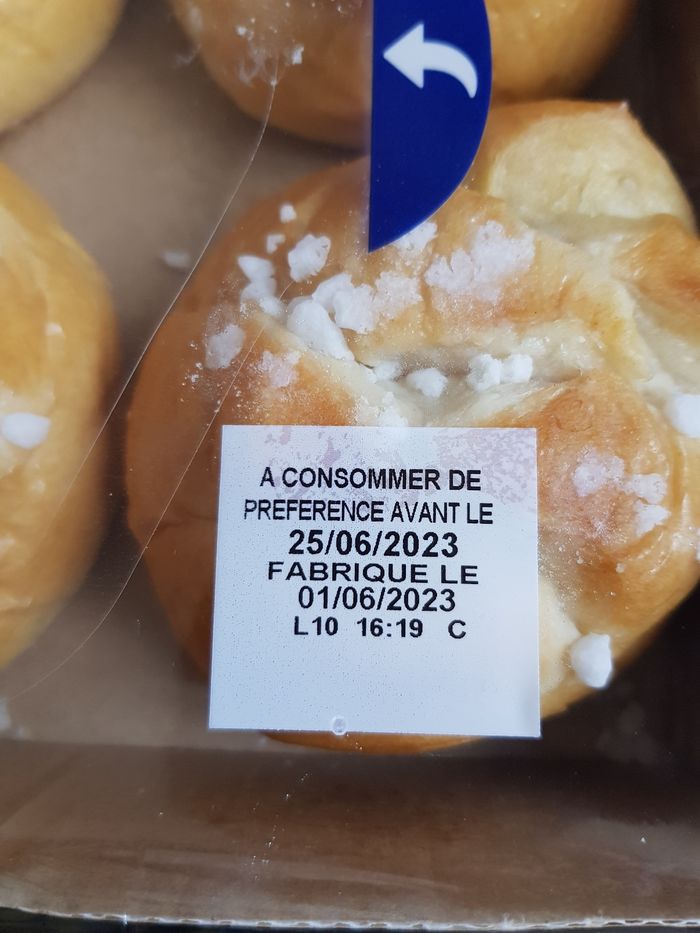 A CONSOMMER DE
PREFERENCE AVANT LE
25/06/2023
FABRIQUE LE
01/06/2023
L10 16:19 C